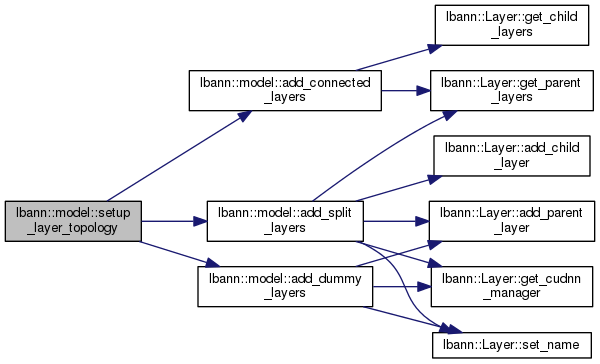 lbann::model::setup
_layer_topology
lbann::model::add_connected
_layers
lbann::model::add_split
_layers
lbann::model::add_dummy
_layers
lbann::Layer::get_child
_layers
lbann::Layer::get_parent
_layers
lbann::Layer::add_child
_layer
lbann::Layer::add_parent
_layer
lbann::Layer::get_cudnn
_manager
lbann::Layer::set_name